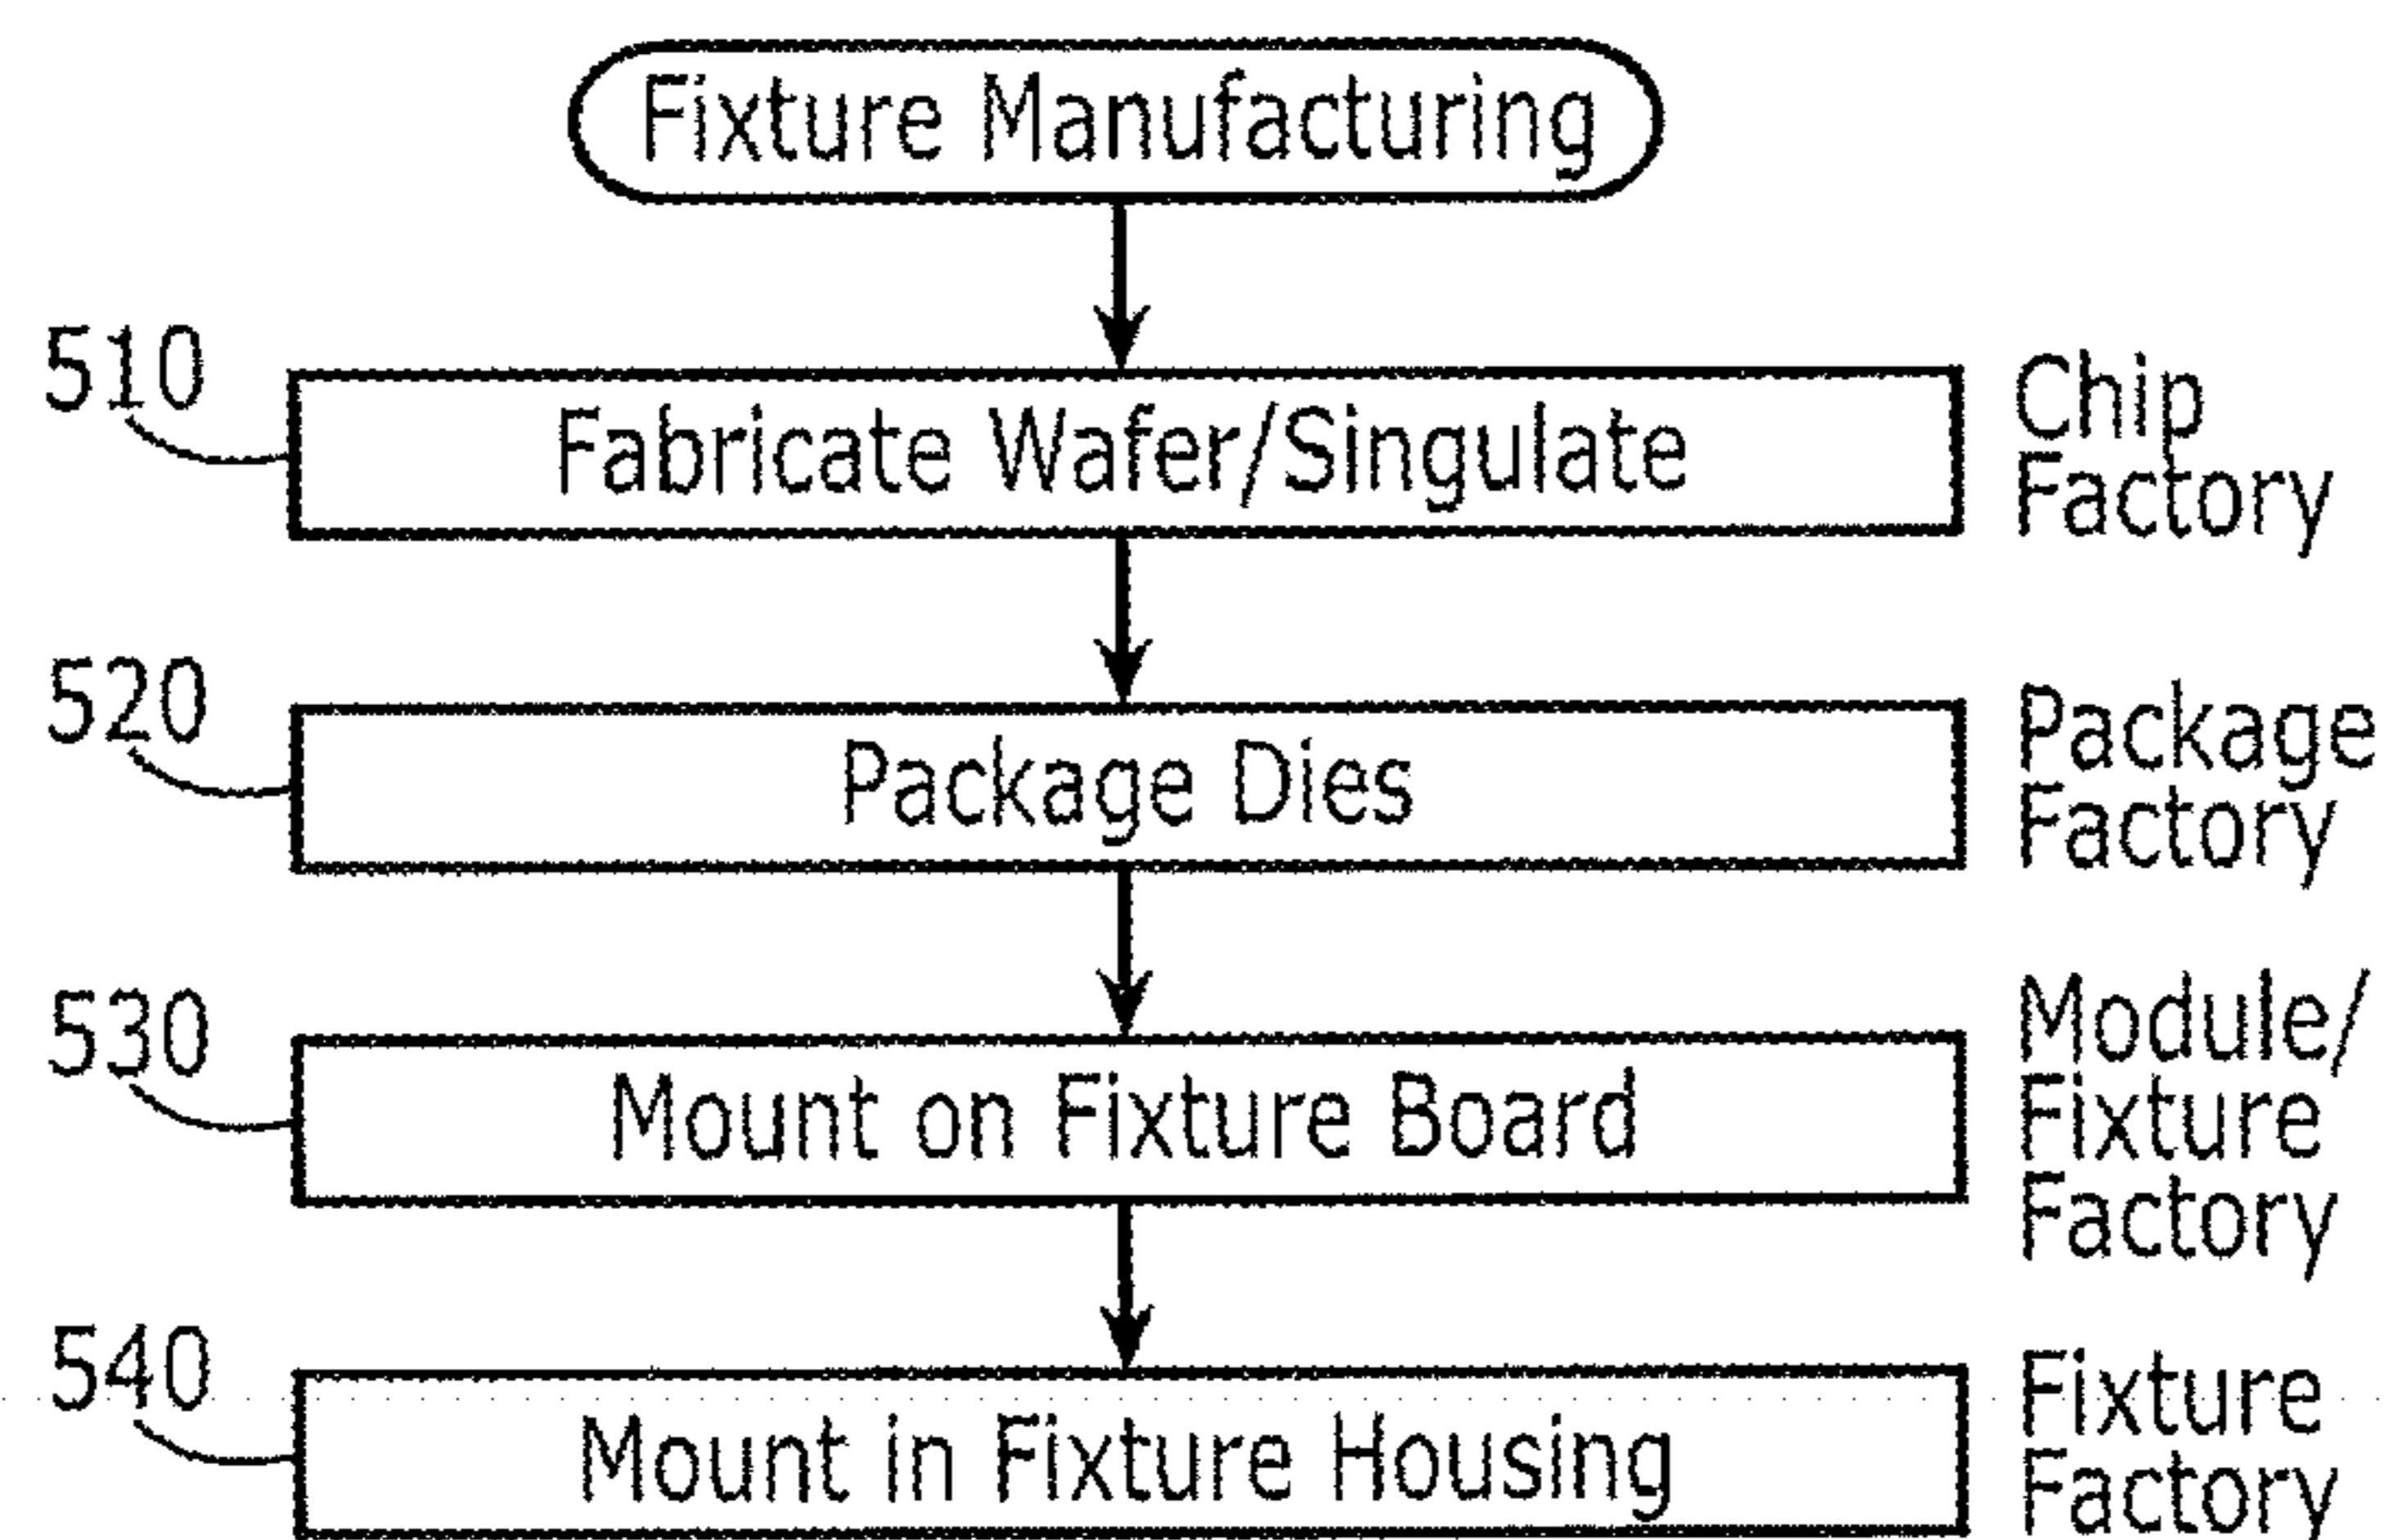 Fixture Manufacturing
510
Fabricate Wafer/Singulate
Chip
Factory
520
Package Dies
Package
Factory
530
Mount on Fixture Board
Module/
Fixture
Factory
540
Mount in Fixture Housing
Fixture
Factory